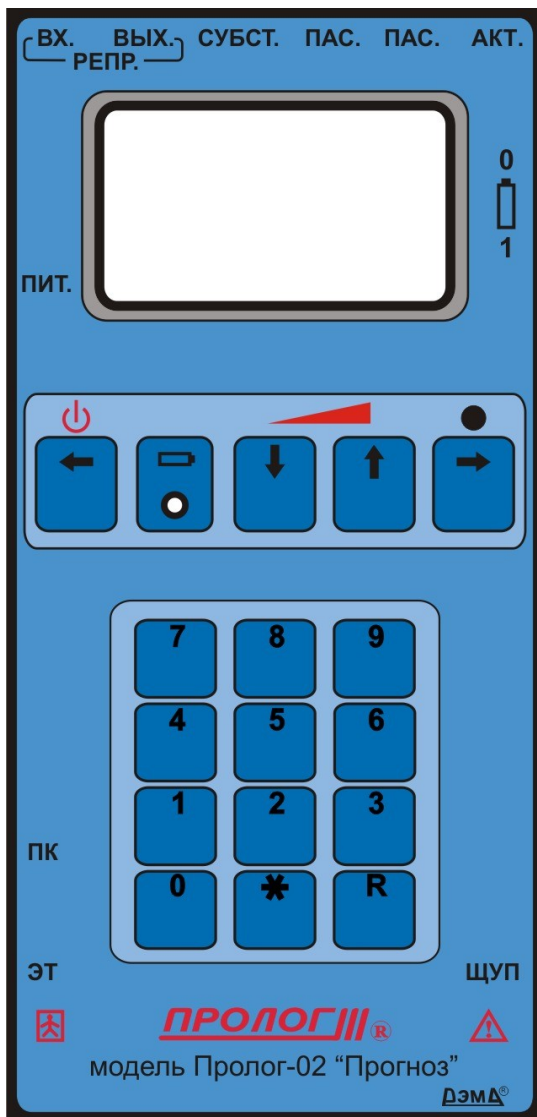 ВХ. ВЫХ. СУБСТ. ПАС. ПАС. АКТ.
РЕПР.
0
1
ПИТ.
7 8 9
4 5 6
1 2 3
ПК
0 * R
ЭТ ЩУП
ПРОЛОГ ®
модель Пролог-02 “Прогноз”
ДЭМД®